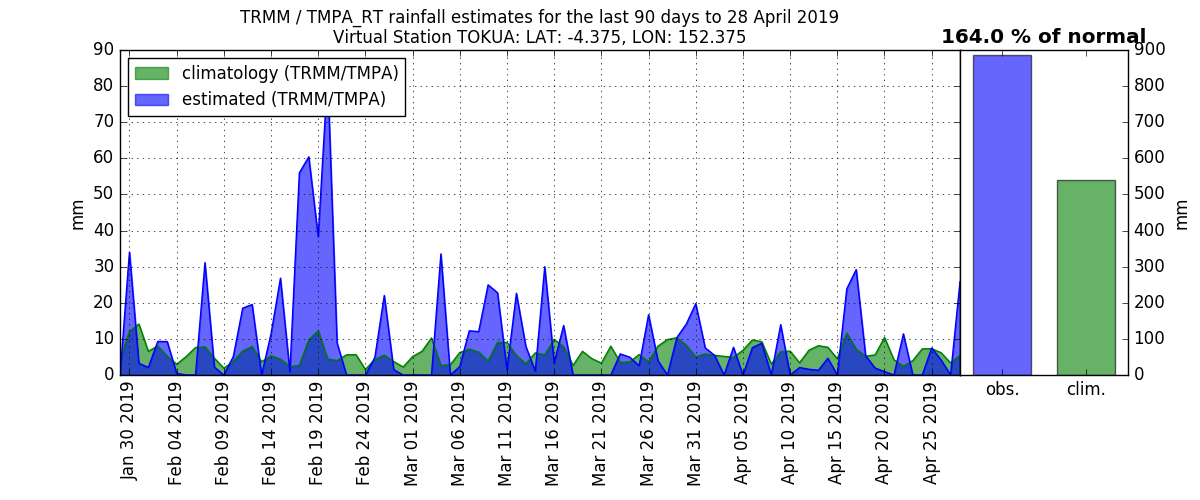 TRMM / TMPA_RT rainfall estimates for the last 90 days to 28 April 2019
Virtual Station TOKUA: LAT: -4.375, LON: 152.375
164.0 % of normal
climatology (TRMM/TMPA)
estimated (TRMM/TMPA)
mm
90
80
70
60
50
40
30
20
10
0
Jan 30 2019
Feb 04 2019
Feb 09 2019
Feb 14 2019
Feb 19 2019
Feb 24 2019
Mar 01 2019
Mar 06 2019
Mar 11 2019
Mar 16 2019
Mar 21 2019
Mar 26 2019
Mar 31 2019
Apr 05 2019
Apr 10 2019
Apr 15 2019
Apr 20 2019
Apr 25 2019
obs.
clim.
900
800
700
600
500
400
300
200
100
0
mm